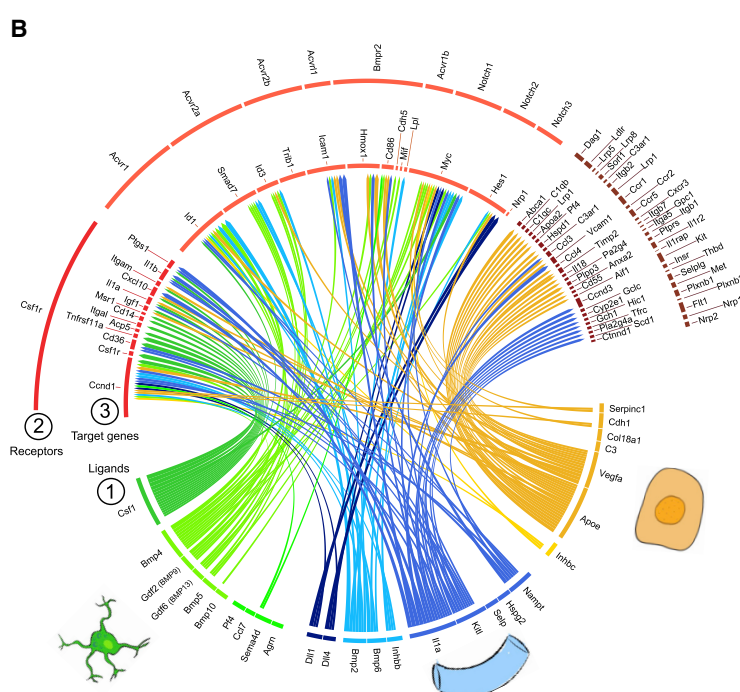 B
Acvr1
Acvr2a
Acvr2b
Acvrl1
Bmpr2
Acvr1b
Notch1
Notch2
Notch3
Dag1
Ldlr
Lrp5
Lrp8
Sorl1
C3ar1
Itgb2
Lrp1
Ccr1
Ccr2
Ccr5
Cxcr3
Itgb7
Gpc1
Itga5
Itgb1
Ptprs
Il1r2
Il1rap
Kit
Insr
Thbd
Selplg
Met
Plxnb1
Plxnb
Flt1
Nrp1
Nrp2
Csf1r
2
Receptors
3
Target genes
Ptgs1
Il1b
Itgam
Cxcl10
Il1a
Igf1
Msr1
Cd14
Itgal
Acp5
Tnfrsf11a
Cd36
Csf1r
Ccnd1
Id1
Smad7
Id3
Trib1
Icam1
Hmox1
Cd86
Cdh5
Mif
Lpl
Myc
Hes1
Nrp1
Abca1
C1qb
C1qc
Lrp1
Apoa2
Pf4
Hspd1
C3ar1
Ccl3
Vcam1
Ccl4
Timp2
Il18
Pa2g4
Plpp3
Anxa2
Cd55
Aif1
Ccnd3
Gclc
Cyp2e1
Hic1
Gch1
Tfrc
Pla2g4a
Scd1
Ctnnd1
Ligands
1
Csf1
Bmp4
Gdf2 (BMP9)
Gdf6 (BMP13)
Bmp5
Bmp10
Pf4
Ccl7
Sema4d
Agrn
Dll1
Dll4
Bmp2
Bmp6
Inhbb
Il1a
Kitl
Selp
Hspg2
Nampt
Inhbc
Apoe
Vegfa
C3
Col18a1
Cdh1
Serpinc1